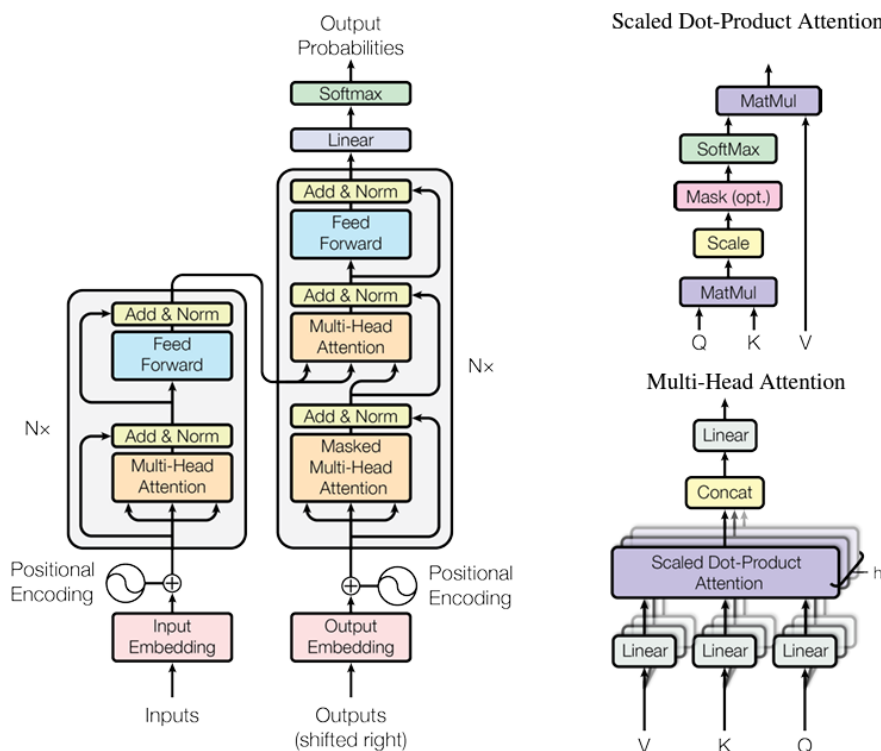 Output
Probabilities
Softmax
Linear
Add & Norm
Feed
Forward
Add & Norm
Multi-Head
Attention
Add & Norm
Masked
Multi-Head
Attention
N×
Add & Norm
Feed
Forward
N×
Add & Norm
Multi-Head
Attention
Positional
Encoding
Positional
Encoding
Input
Embedding
Output
Embedding
Inputs
Outputs
(shifted right)
Scaled Dot-Product Attention
MatMul
SoftMax
Mask (opt.)
Scale
MatMul
Q K V
Multi-Head Attention
Linear
Concat
Scaled Dot-Product
Attention
h
Linear Linear Linear
V K Q